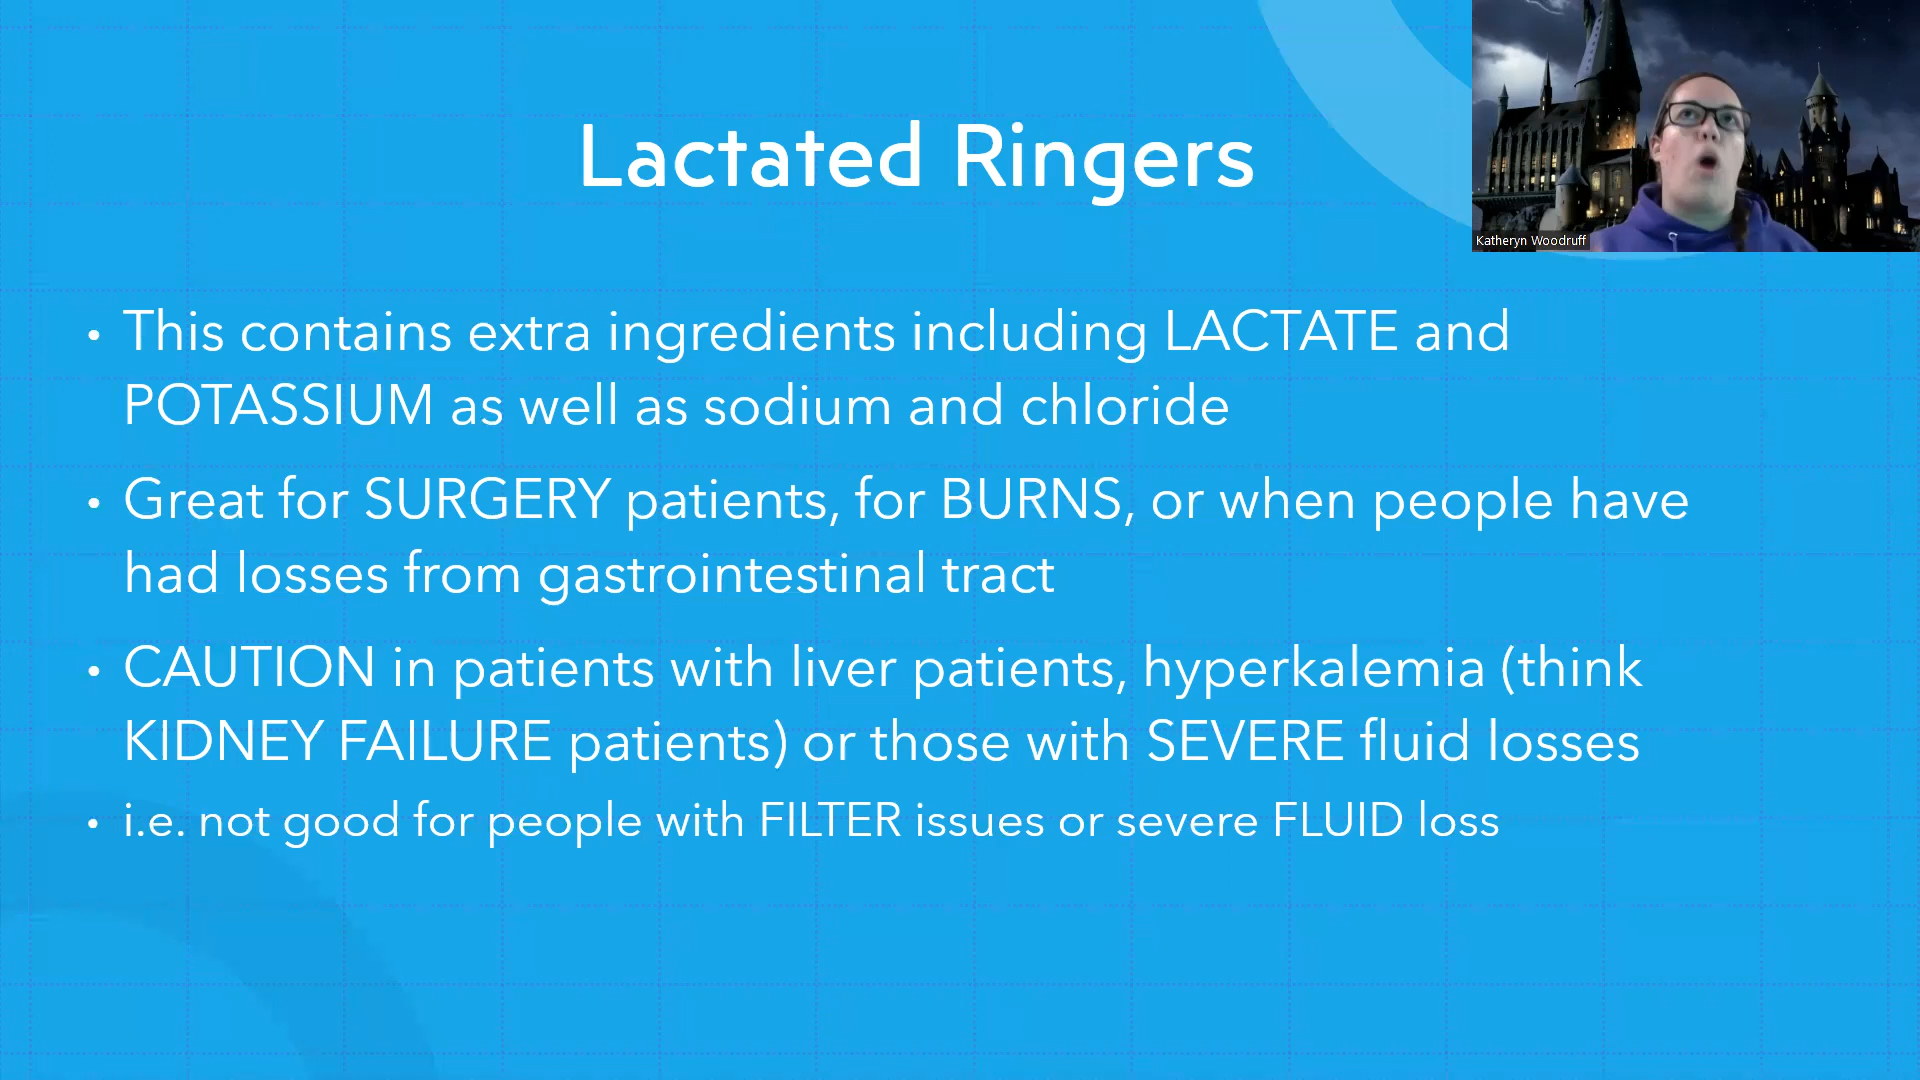 Lactated Ringers
Katheryn Woodruff
• This contains extra ingredients including LACTATE and
POTASSIUM as well as sodium and chloride
• Great for SURGERY patients, for BURNS, or when people have
had losses from gastrointestinal tract
• CAUTION in patients with liver patients, hyperkalemia (think
KIDNEY FAILURE patients) or those with SEVERE fluid losses
• i.e. not good for people with FILTER issues or severe FLUID loss